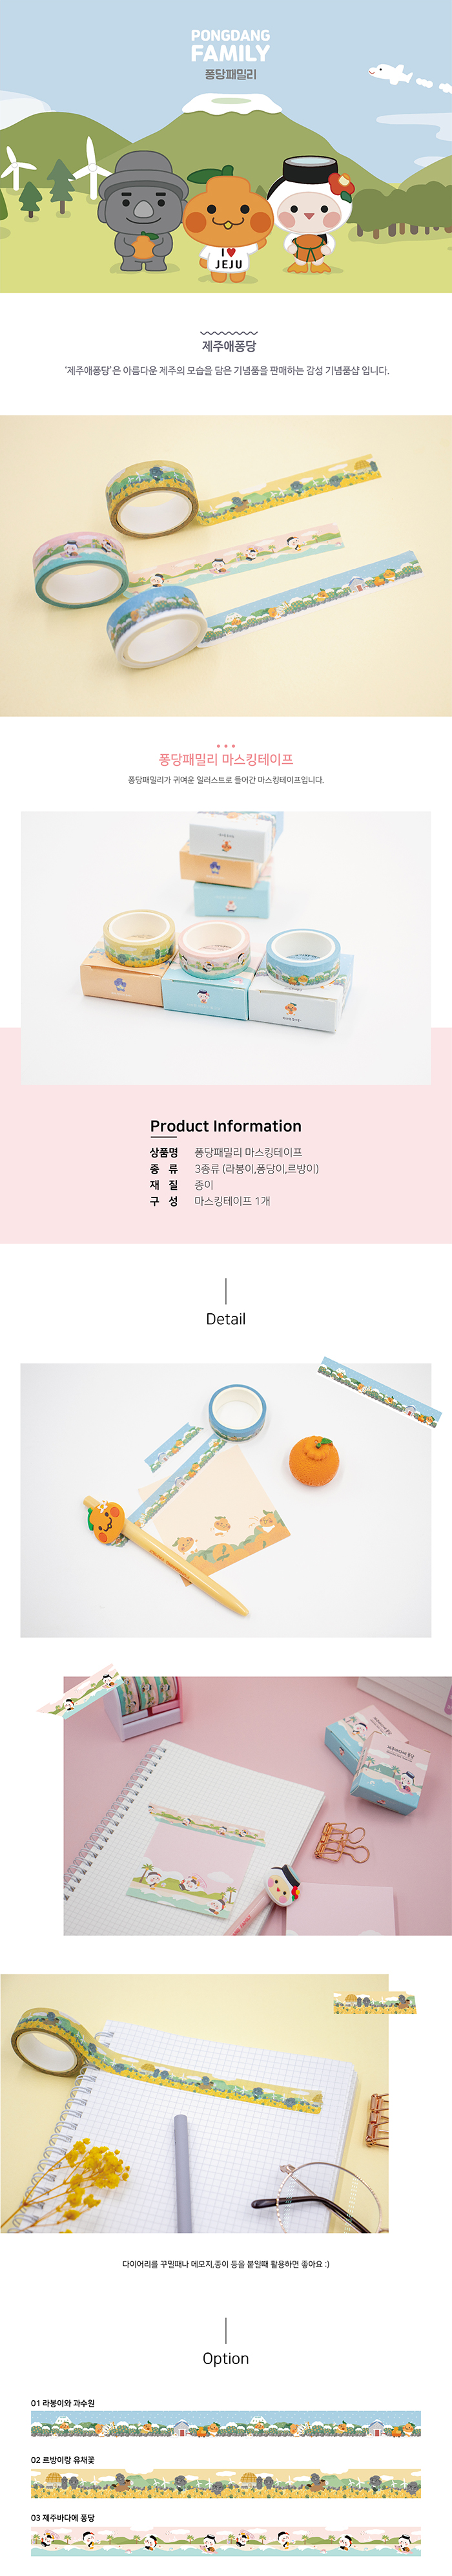 PONGDANG
FAMILY
퐁당패밀리
I ♥
JEJU
제주애퐁당
'제주애퐁당'은 아름다운 제주의 모습을 담은 기념품을 판매하는 감성 기념품샵 입니다.
퐁당패밀리 마스킹테이프
퐁당패밀리가 귀여운 일러스트로 들어간 마스킹테이프입니다.
Product Information
상품명 퐁당패밀리 마스킹테이프
종 류 3종류 (라봉이,퐁당이,르방이)
재 질 종이
구 성 마스킹테이프 1개
Detail
다이어리를 꾸밀때나 메모지,종이 등을 붙일때 활용하면 좋아요 :)
Option
01 라봉이와 과수원
02 르방이랑 유채꽃
03 제주바다에 퐁당